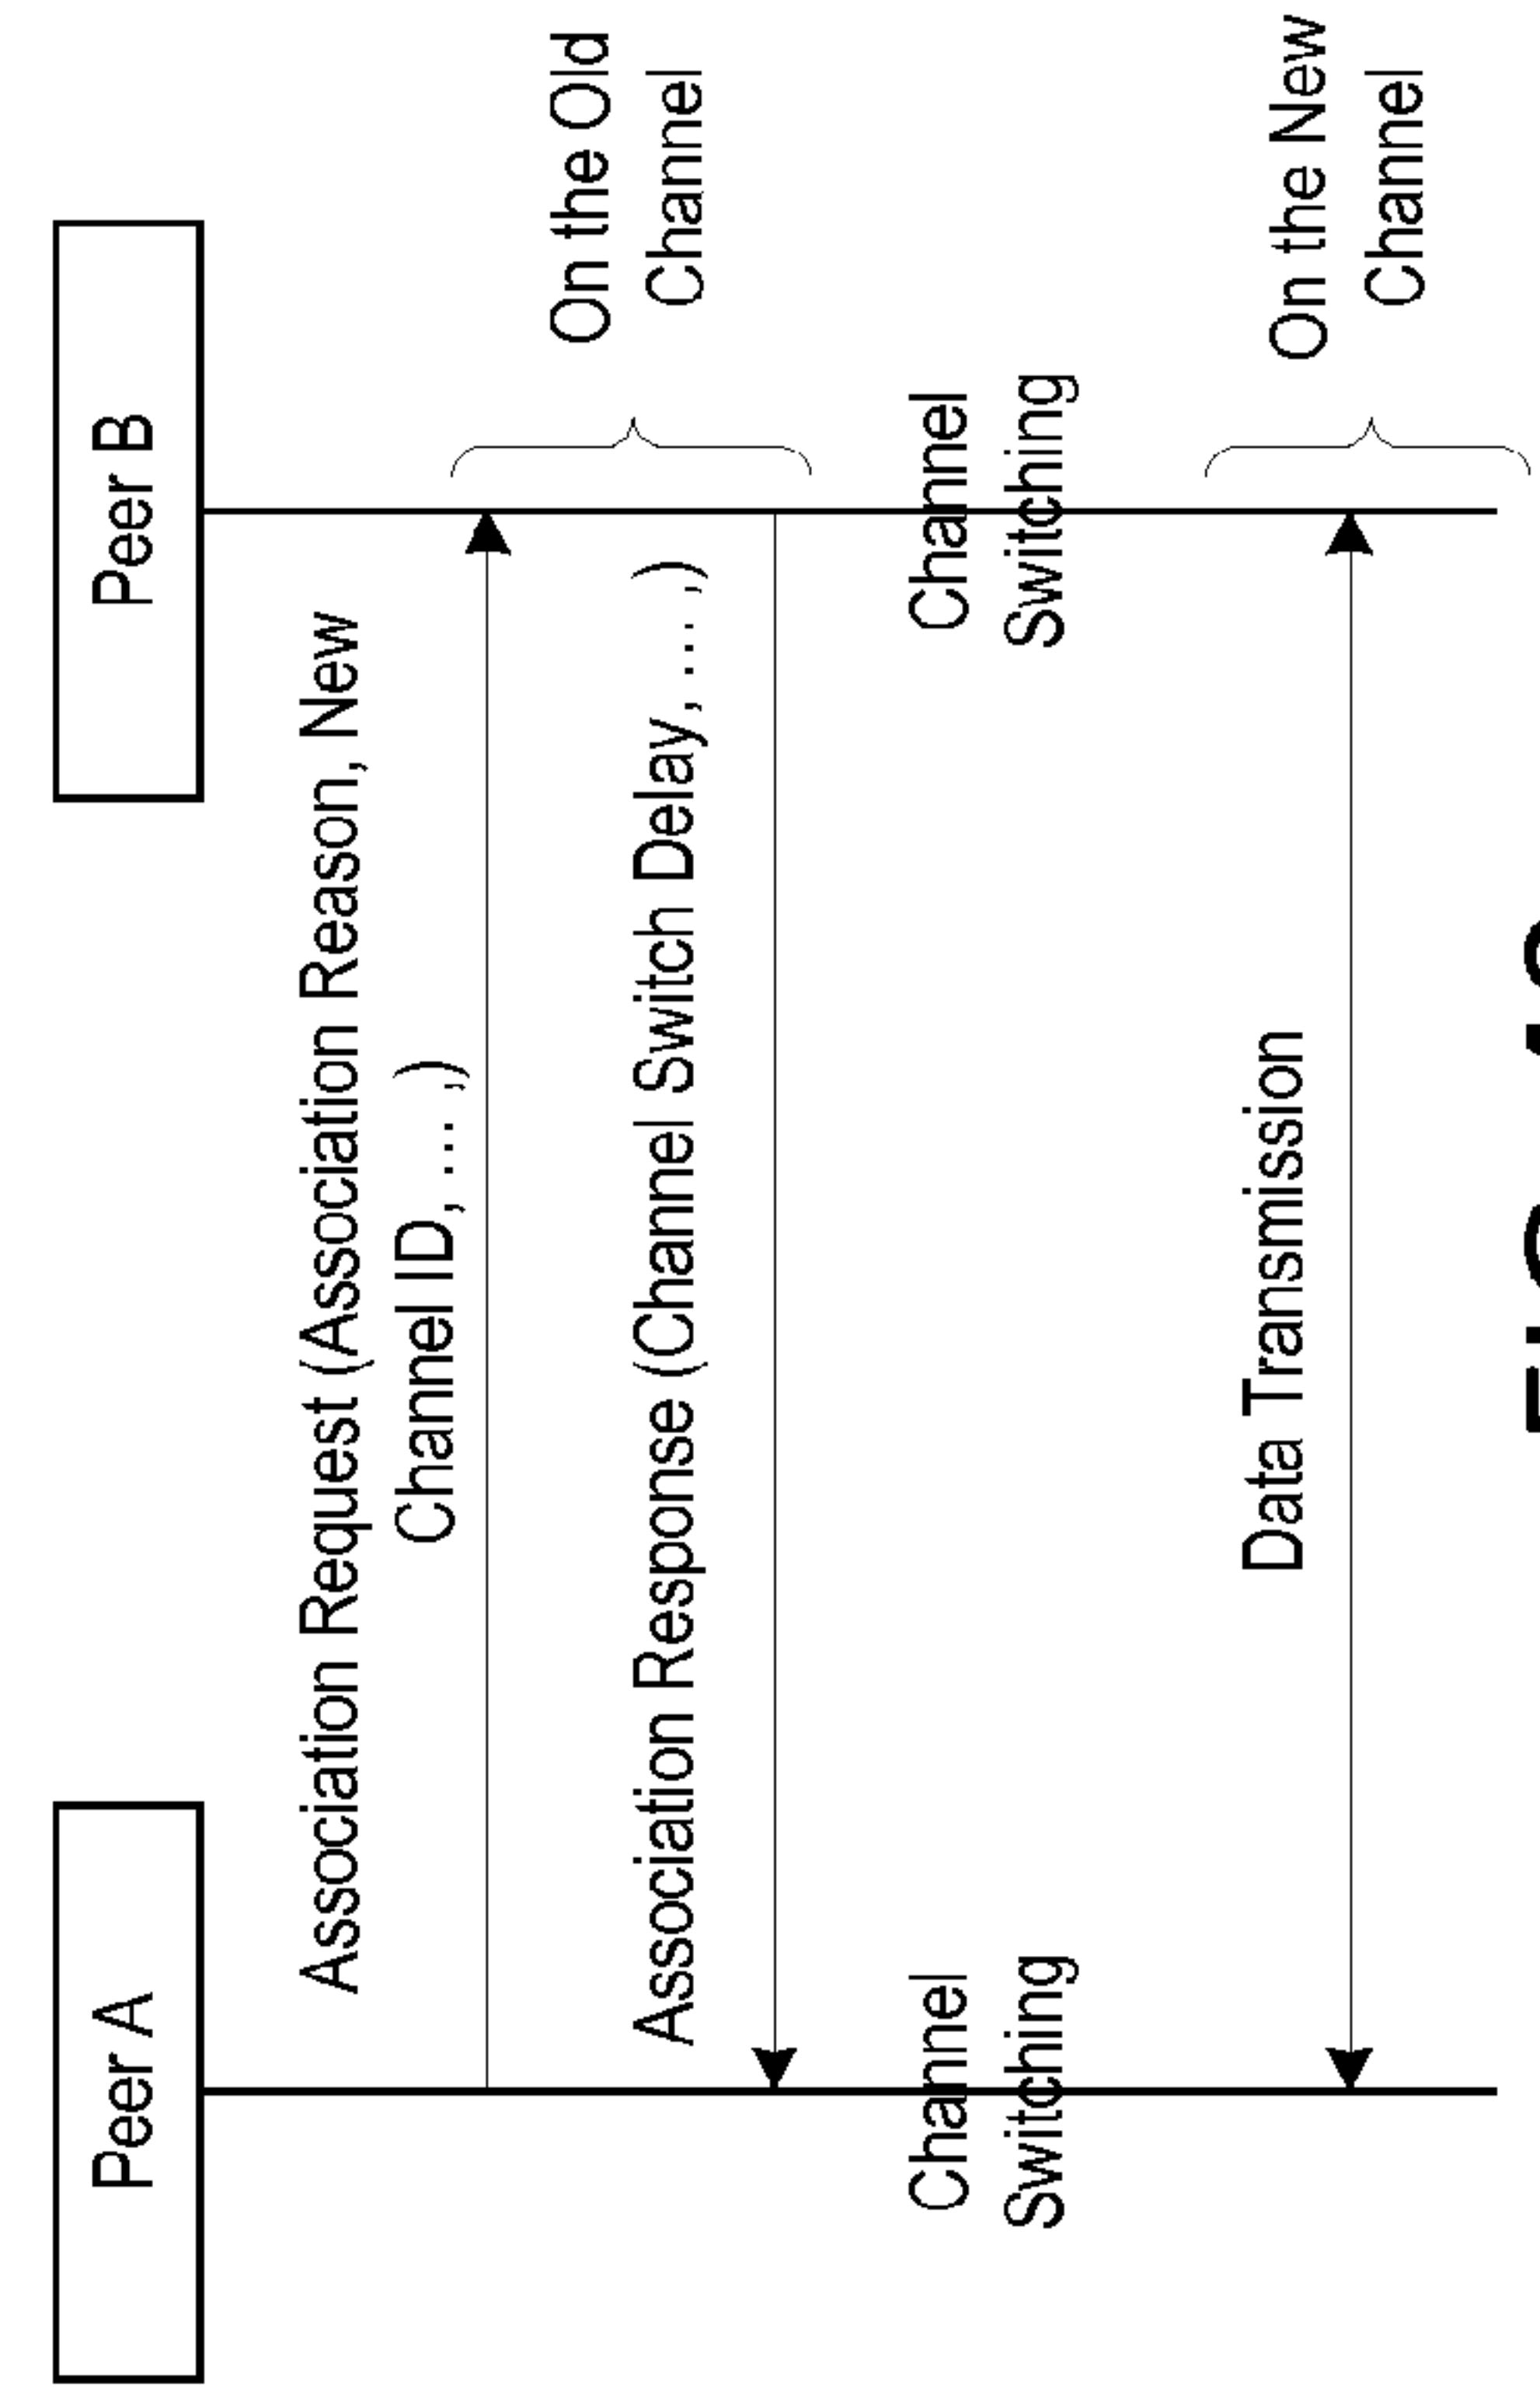 Peer A
Peer B
Association Request (Association Reason, New
Channel ID, ... ,)
On the Old
Channel
Association Response (Channel Switch Delay, ... ,)
Channel
Switching
Channel
Switching
Data Transmission
On the New
Channel